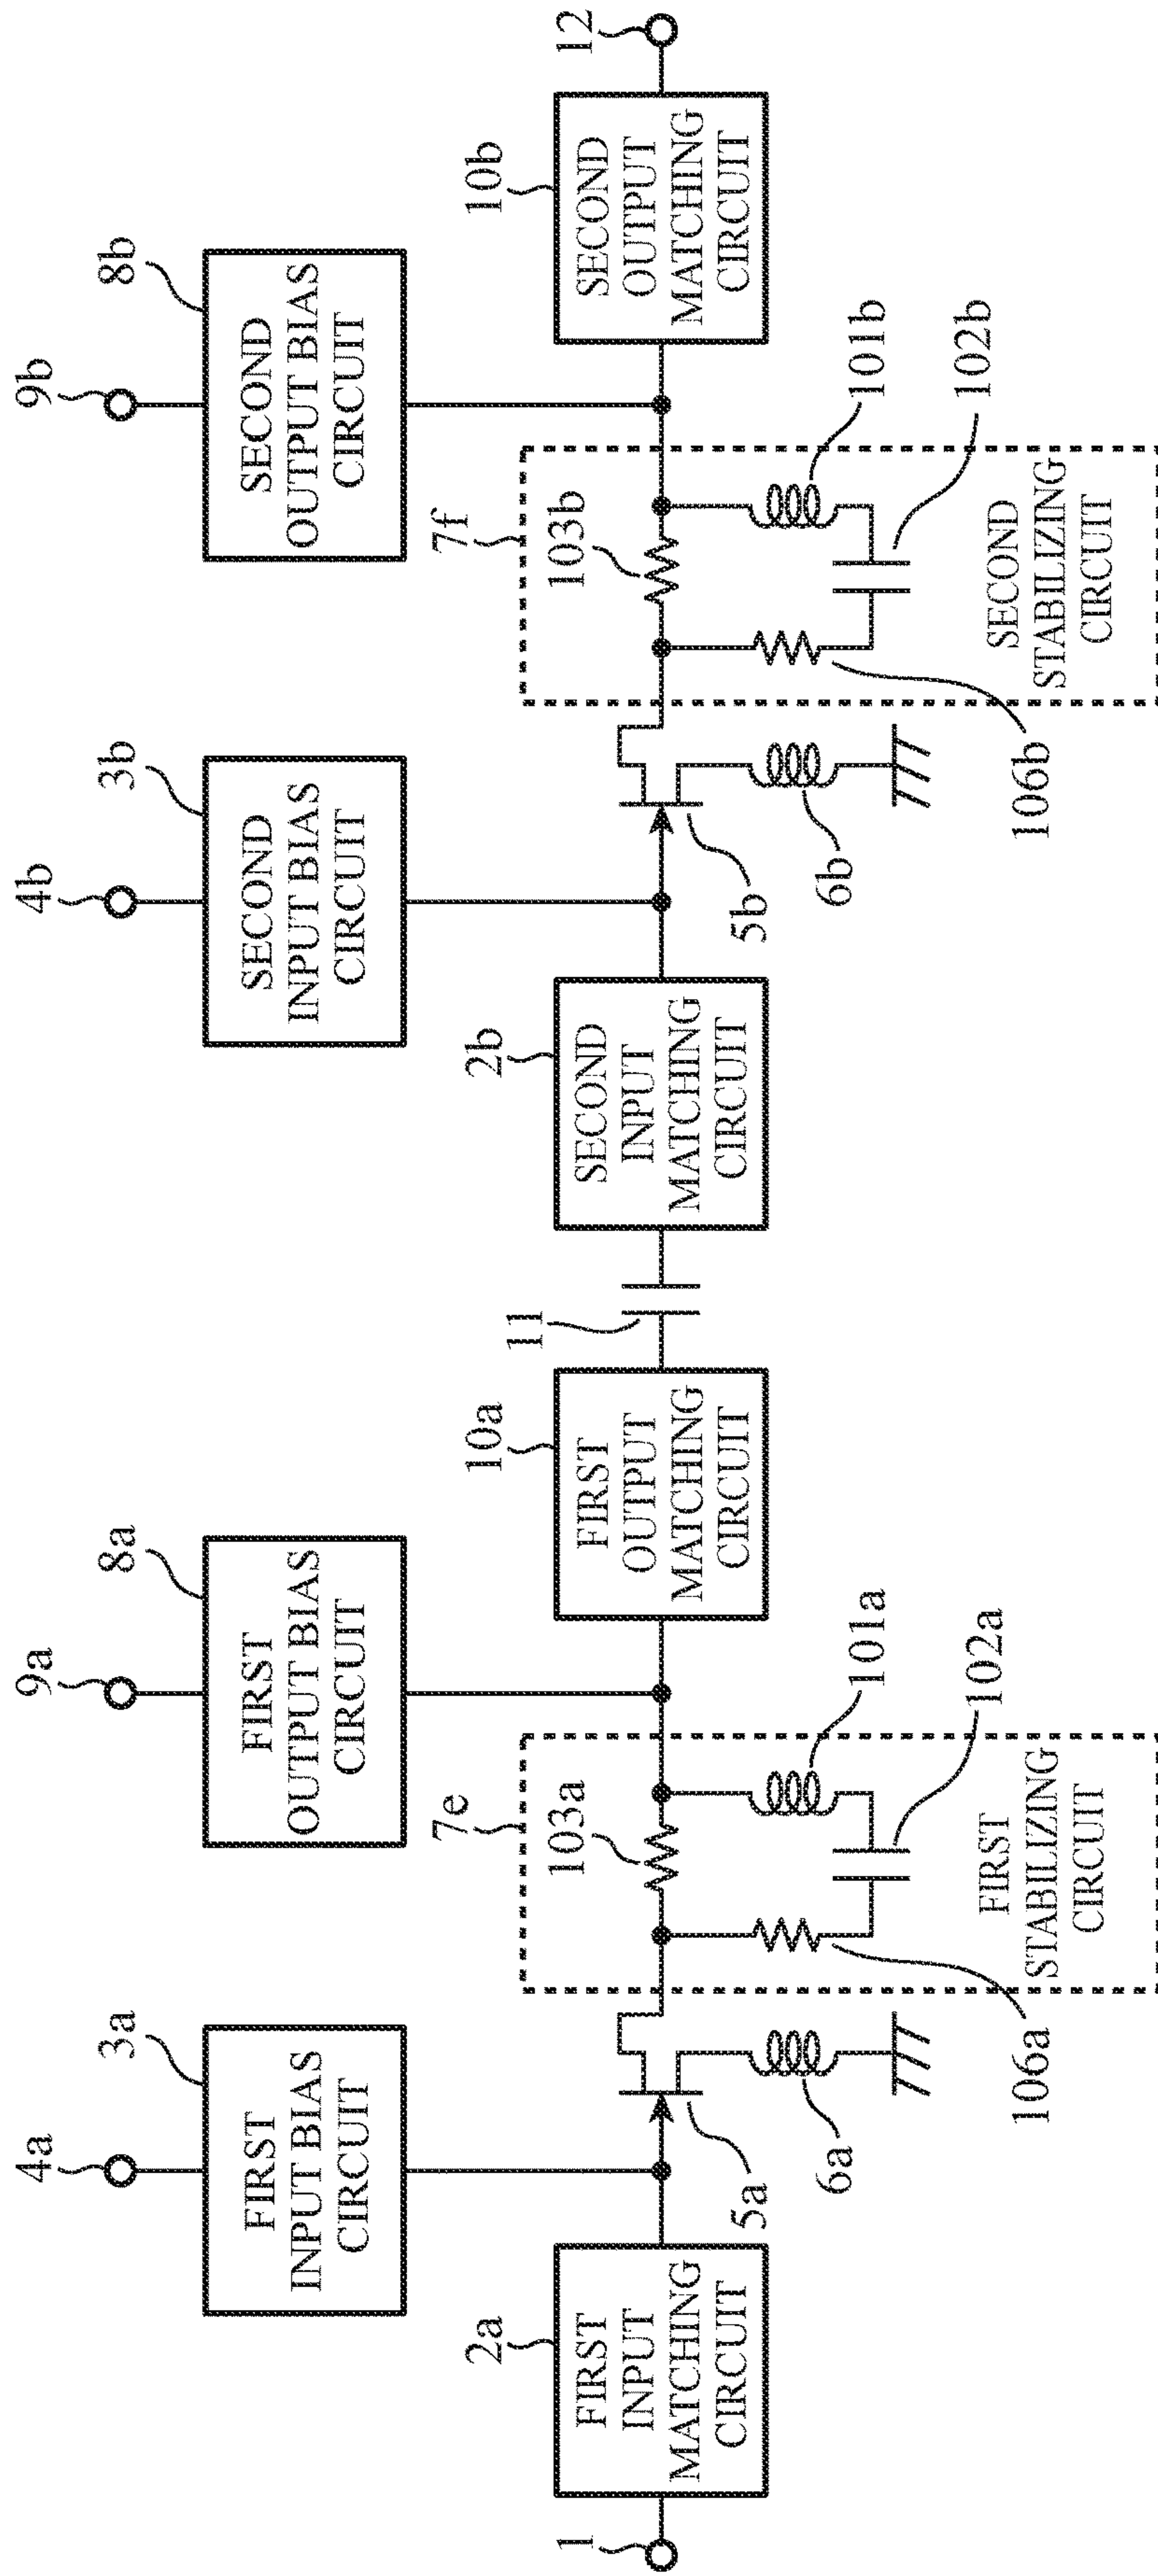 4a
9a
4b
9b
3a
8a
3b
8b
FIRST
INPUT BIAS
CIRCUIT
FIRST
OUTPUT BIAS
CIRCUIT
SECOND
INPUT BIAS
CIRCUIT
SECOND
OUTPUT BIAS
CIRCUIT
1
2a
FIRST
INPUT
MATCHING
CIRCUIT
7e
103a
10a
FIRST
OUTPUT
MATCHING
CIRCUIT
11
2b
SECOND
INPUT
MATCHING
CIRCUIT
7f
103b
10b
SECOND
OUTPUT
MATCHING
CIRCUIT
12
5a
6a
106a
101a
102a
FIRST
STABILIZING
CIRCUIT
5b
6b
106b
101b
102b
SECOND
STABILIZING
CIRCUIT